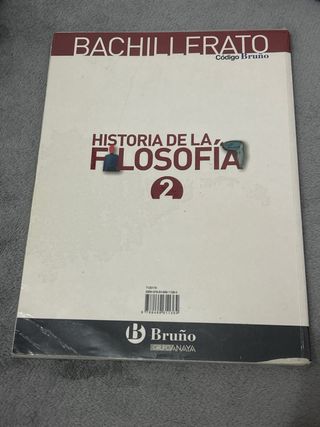 BACHILLERATO
Código Bruño
HISTORIA DE LA
FILOSOFÍA
2
Bruño
GRUPO ANAYA